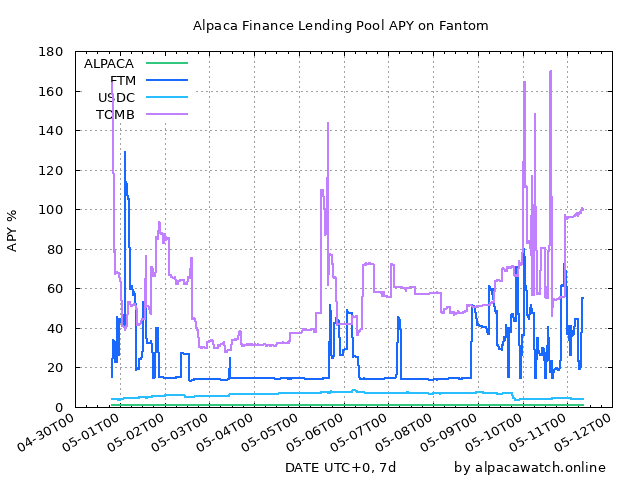 Alpaca Finance Lending Pool APY on Fantom
180
160
140
120
100
80
60
40
20
0
APY %
ALPACA
FTM
USDC
TOMB
04-30T00
05-01T00
05-02T00
05-03T00
05-04T00
05-05T00
05-06T00
05-07T00
05-08T00
05-09T00
05-10T00
05-11T00
05-12T00
DATE UTC+0, 7d
by alpacawatch.online